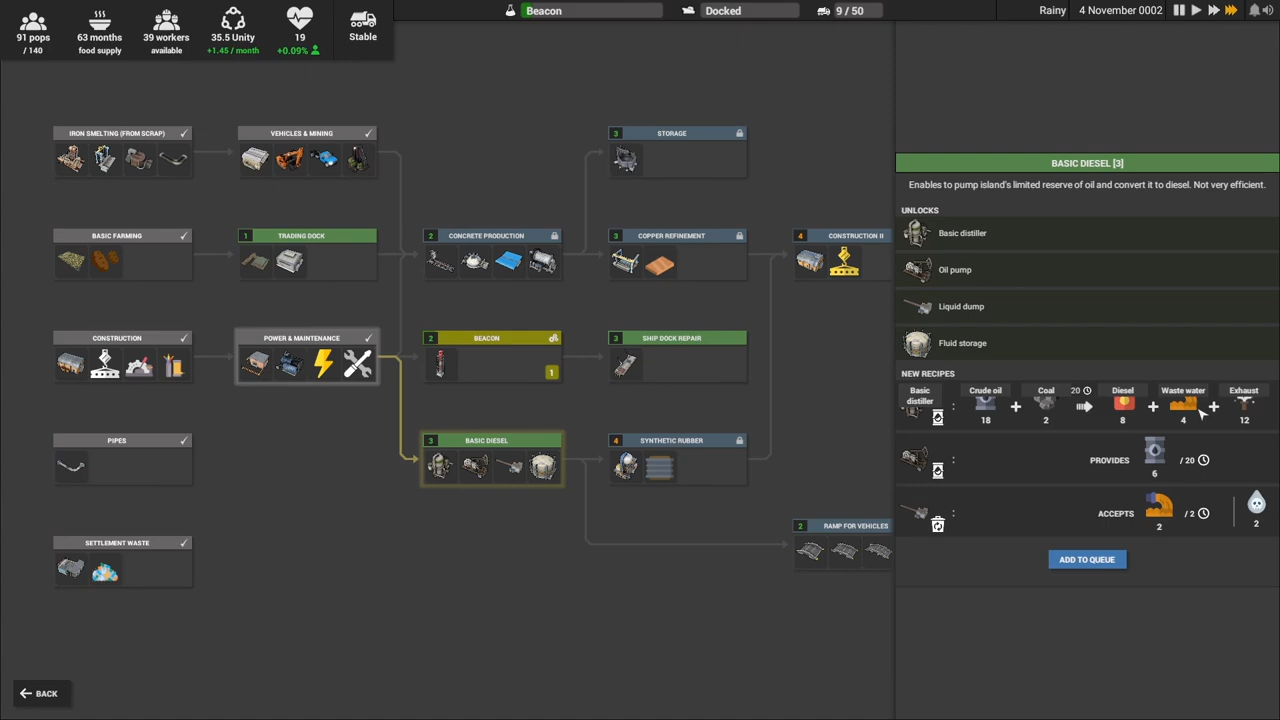 91 pops
/ 140
63 months
food supply
39 workers
available
35.5 Unity
+1.45 / month
19
+0.09%
Stable
Beacon
Docked
9 / 50
Rainy
4 November 0002
IRON SMELTING (FROM SCRAP)
VEHICLES & MINING
3 STORAGE
BASIC FARMING
1 TRADING DOCK
2 CONCRETE PRODUCTION
3 COPPER REFINEMENT
4 CONSTRUCTION II
CONSTRUCTION
POWER & MAINTENANCE
2 BEACON
1
3 SHIP DOCK REPAIR
PIPES
3 BASIC DIESEL
4 SYNTHETIC RUBBER
SETTLEMENT WASTE
2 RAMP FOR VEHICLES
BACK
BASIC DIESEL [3]
Enables to pump island's limited reserve of oil and convert it to diesel. Not very efficient.
UNLOCKS
Basic distiller
Oil pump
Liquid dump
Fluid storage
NEW RECIPES
Basic distiller
: Crude oil 18 + Coal 2 20 Diesel 8 + Waste water 4 + Exhaust 12
: PROVIDES 6 / 20
: ACCEPTS 2 / 2 2
ADD TO QUEUE